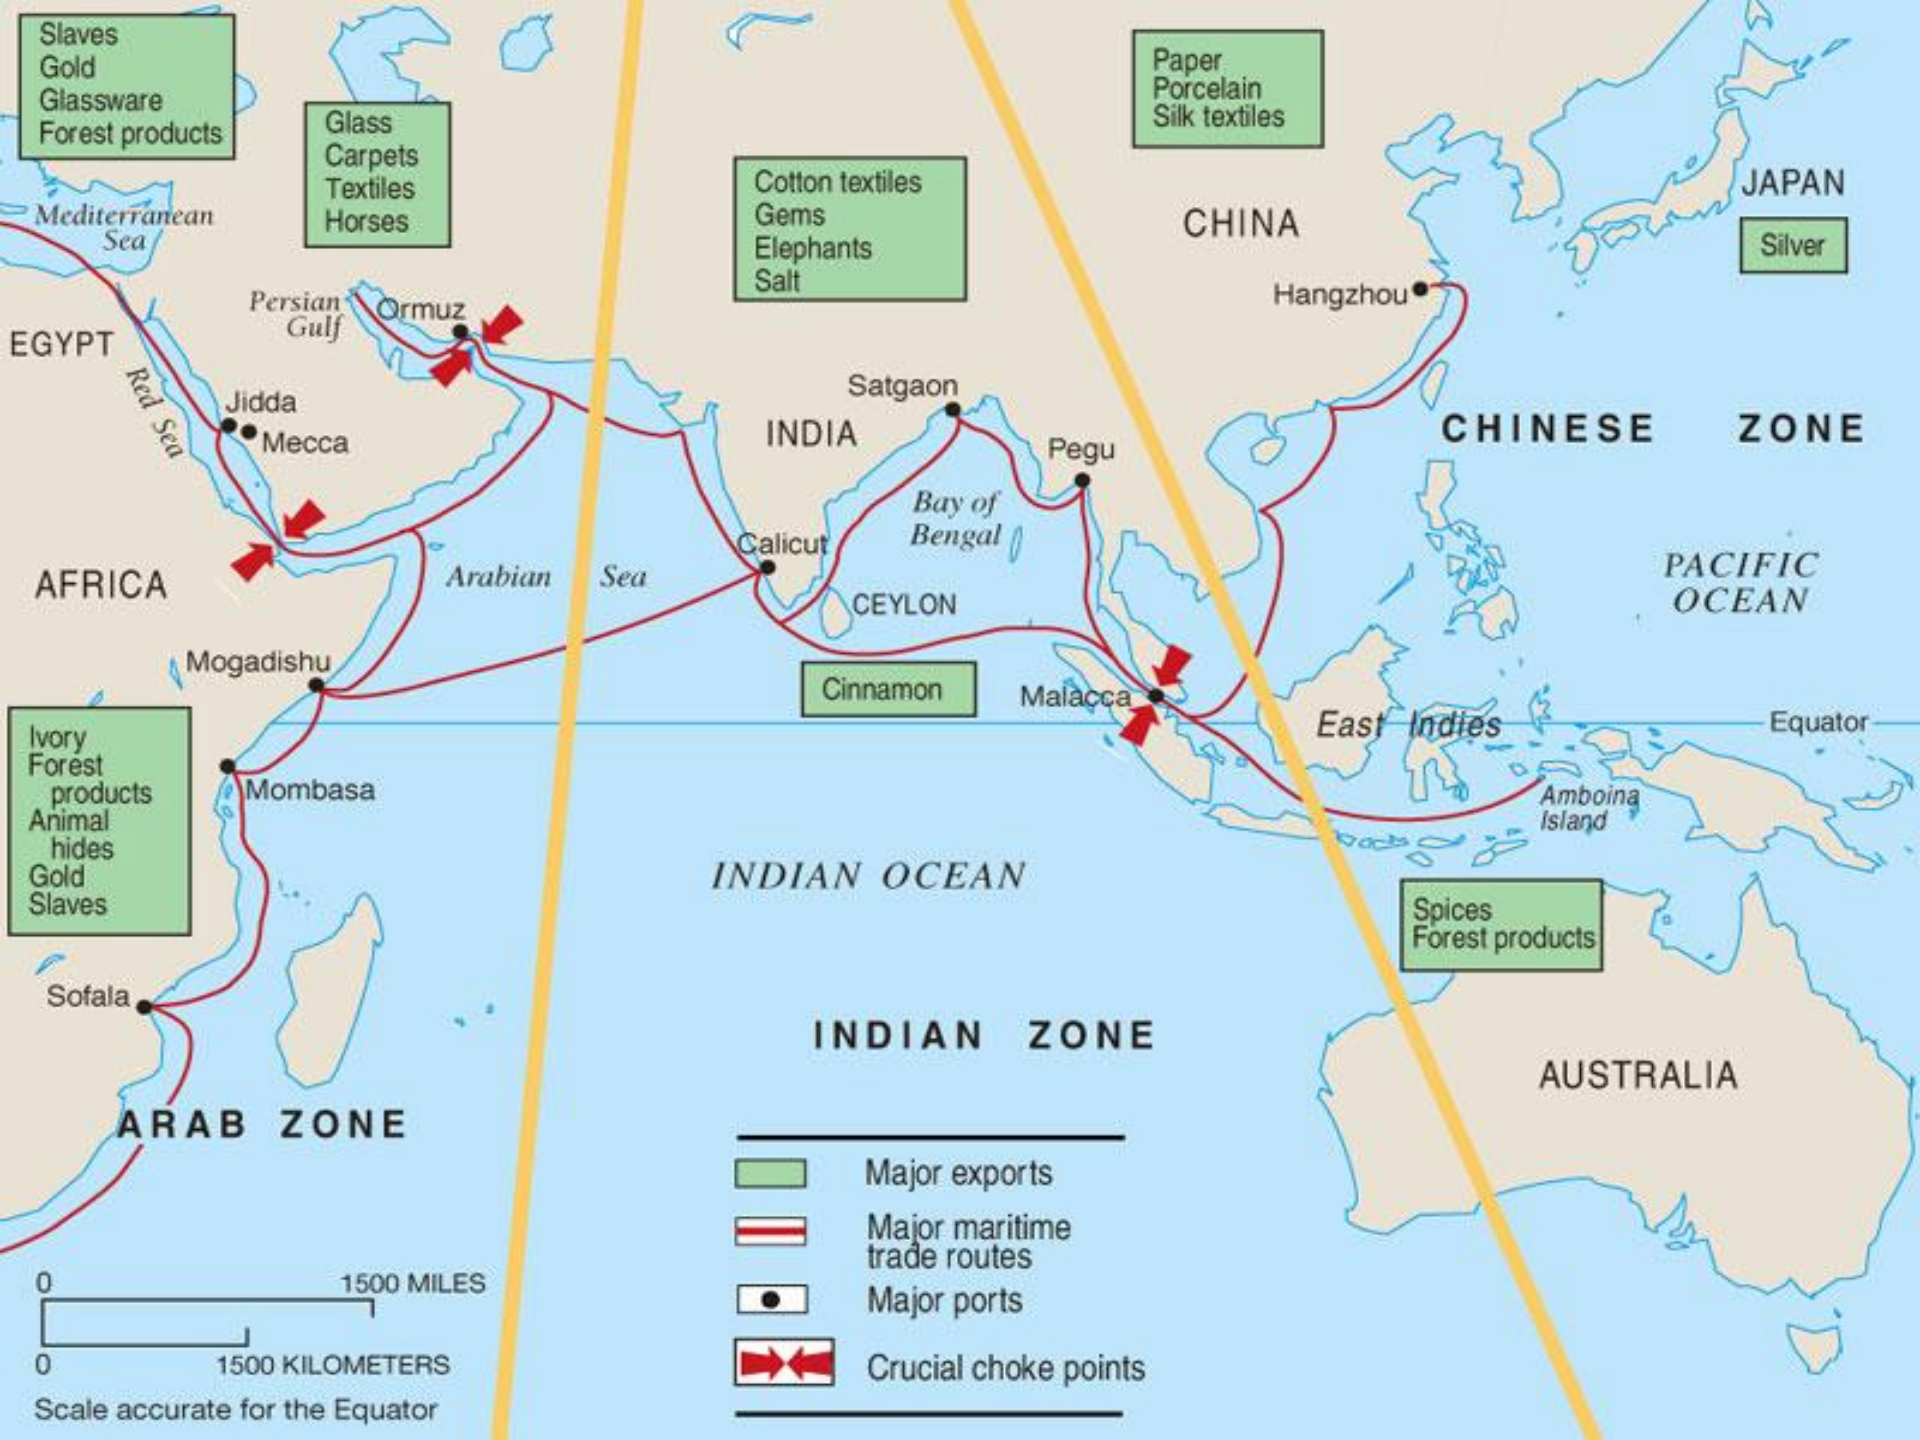 Slaves
Gold
Glassware
Forest products
Glass
Carpets
Textiles
Horses
Cotton textiles
Gems
Elephants
Salt
Paper
Porcelain
Silk textiles
JAPAN
Silver
CHINA
Hangzhou
Mediterranean
Sea
Persian
Gulf
Ormuz
EGYPT
Red Sea
Jidda
Mecca
Satgaon
INDIA
Pegu
Bay of
Bengal
CHINESE ZONE
Calicut
Arabian Sea
CEYLON
AFRICA
PACIFIC
OCEAN
Mogadishu
Cinnamon
Malacca
East Indies
Equator
Ivory
Forest
products
Animal
hides
Gold
Slaves
Mombasa
Amboina
Island
INDIAN OCEAN
Spices
Forest products
Sofala
INDIAN ZONE
AUSTRALIA
ARAB ZONE
Major exports
Major maritime
trade routes
Major ports
Crucial choke points
0 1500 MILES
0 1500 KILOMETERS
Scale accurate for the Equator